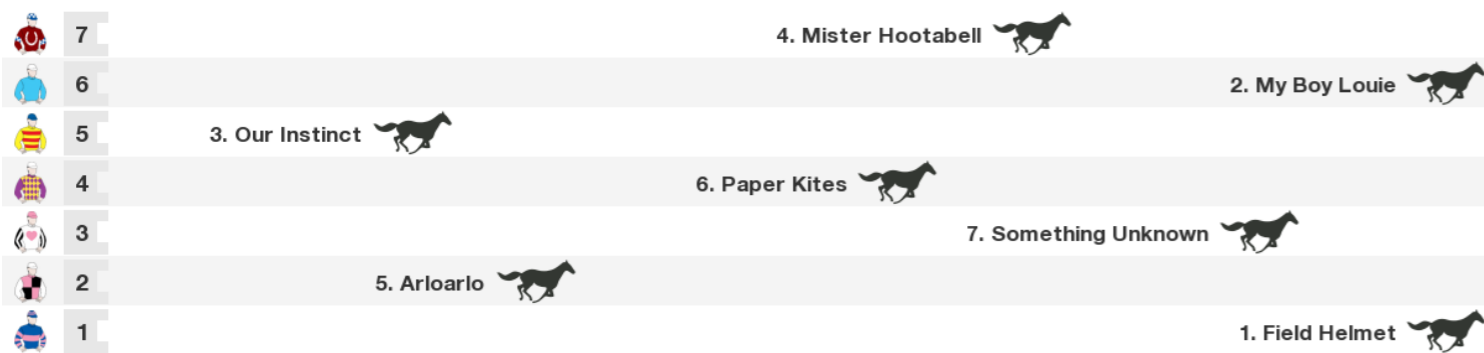 7 4. Mister Hootabell
6 2. My Boy Louie
5 3. Our Instinct
4 6. Paper Kites
3 7. Something Unknown
2 5. Arloarlo
1 1. Field Helmet